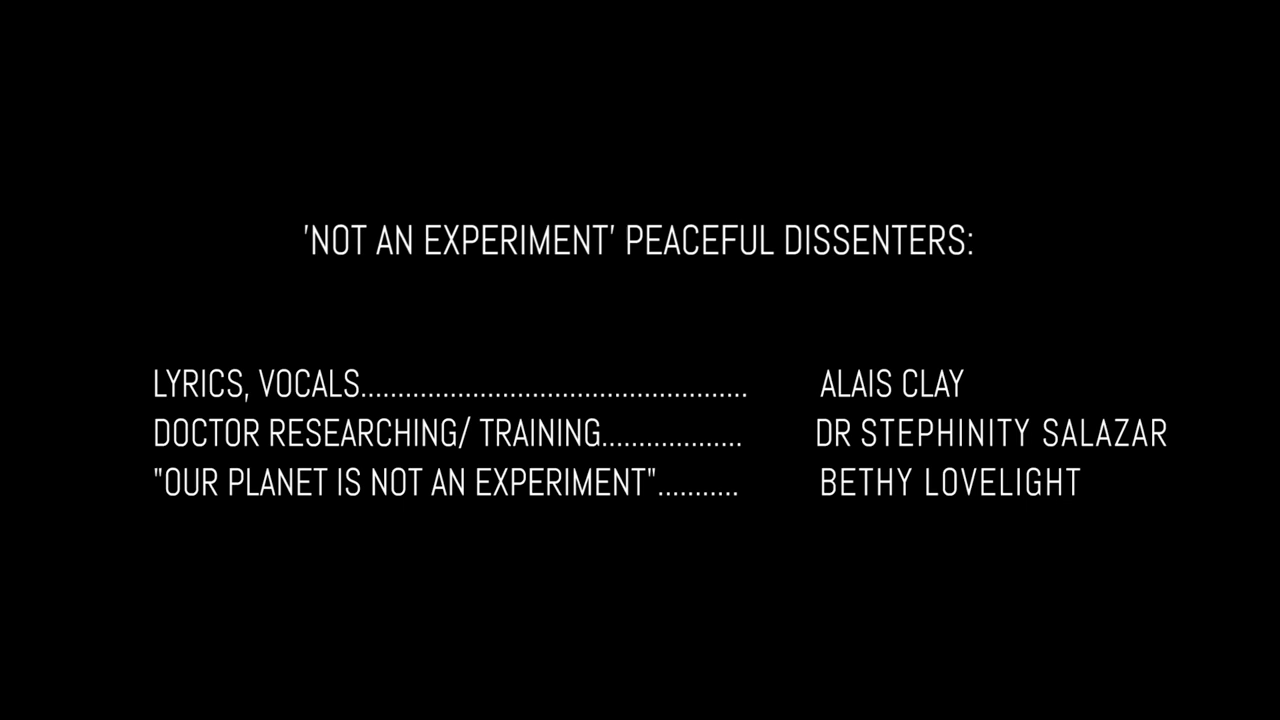 'NOT AN EXPERIMENT' PEACEFUL DISSENTERS:
LYRICS, VOCALS.................................................... ALAIS CLAY
DOCTOR RESEARCHING/ TRAINING................... DR STEPHINITY SALAZAR
"OUR PLANET IS NOT AN EXPERIMENT"........... BETHY LOVELIGHT